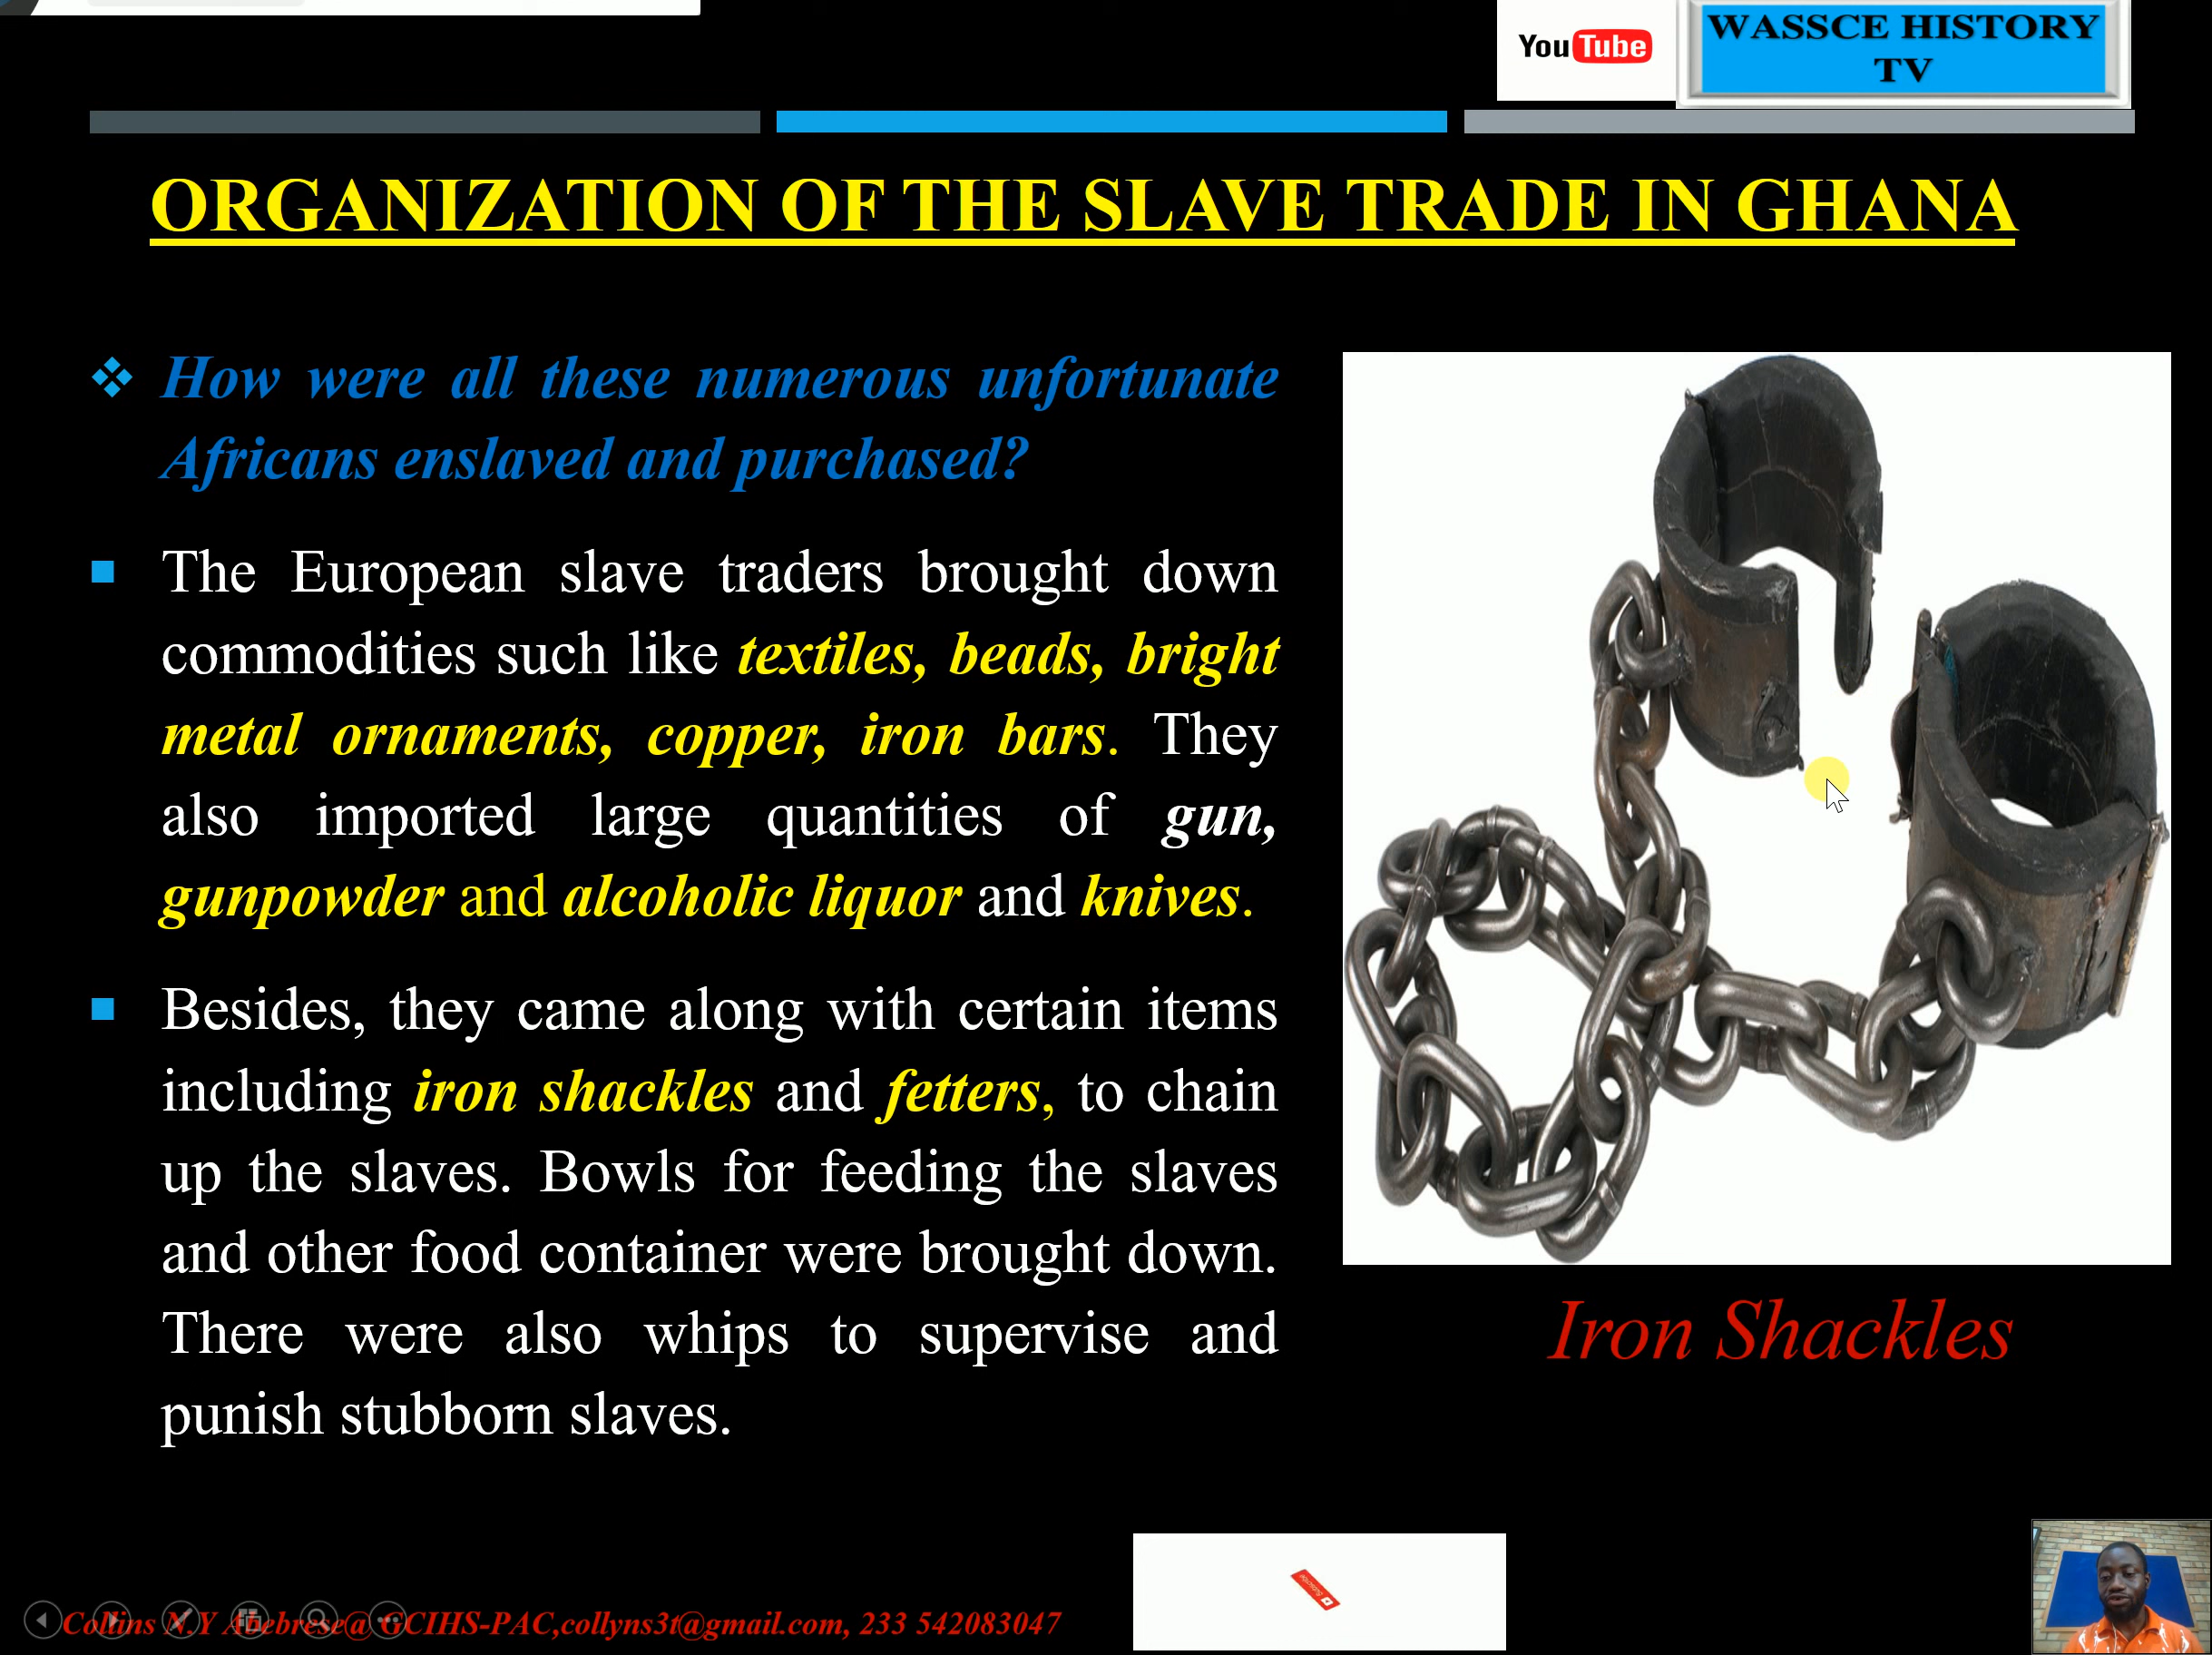 YouTube
WASSCE HISTORY
TV
ORGANIZATION OF THE SLAVE TRADE IN GHANA
How were all these numerous unfortunate
Africans enslaved and purchased?
The European slave traders brought down
commodities such like textiles, beads, bright
metal ornaments, copper, iron bars. They
also imported large quantities of gun,
gunpowder and alcoholic liquor and knives.
Besides, they came along with certain items
including iron shackles and fetters, to chain
up the slaves. Bowls for feeding the slaves
and other food container were brought down.
There were also whips to supervise and
punish stubborn slaves.
Iron Shackles
Collins N.Y @GCIHS-PAC,collyns3t@gmail.com, 233 542083047